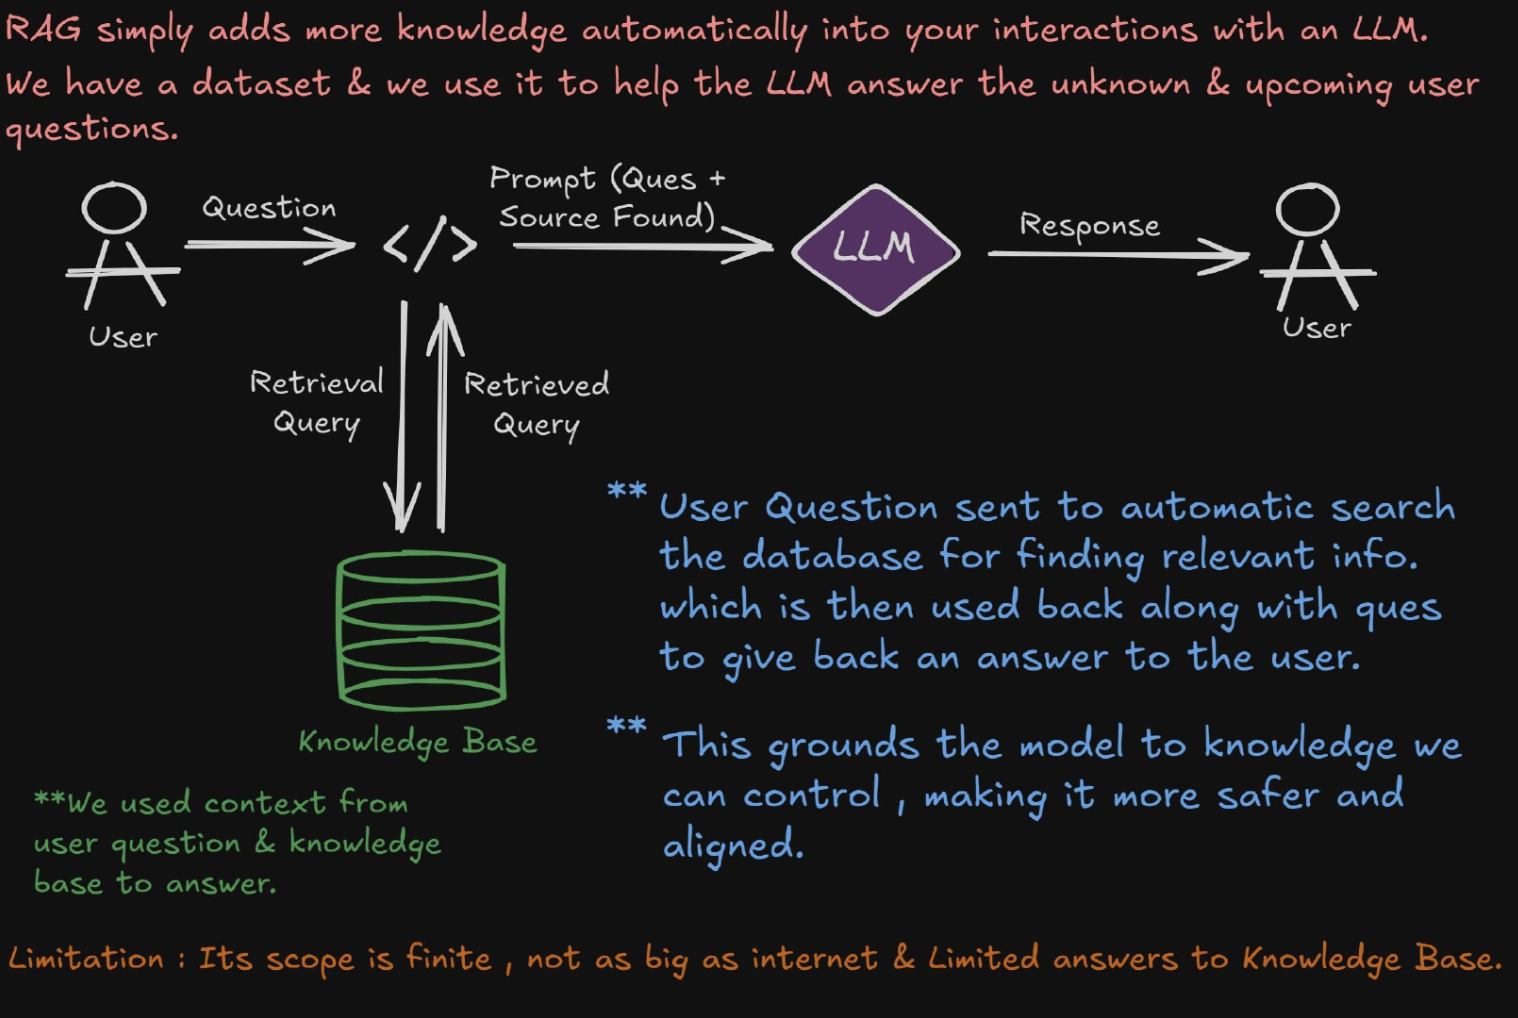 RAG simply adds more knowledge automatically into your interactions with an LLM.
We have a dataset & we use it to help the LLM answer the unknown & upcoming user
questions.
Question
Prompt (Ques +
Source Found)
LLM
Response
User
User
Retrieval
Query
Retrieved
Query
** User Question sent to automatic search
the database for finding relevant info.
which is then used back along with ques
to give back an answer to the user.
Knowledge Base
** This grounds the model to knowledge we
can control , making it more safer and
aligned.
**We used context from
user question & knowledge
base to answer.
Limitation : Its scope is finite , not as big as internet & Limited answers to Knowledge Base.